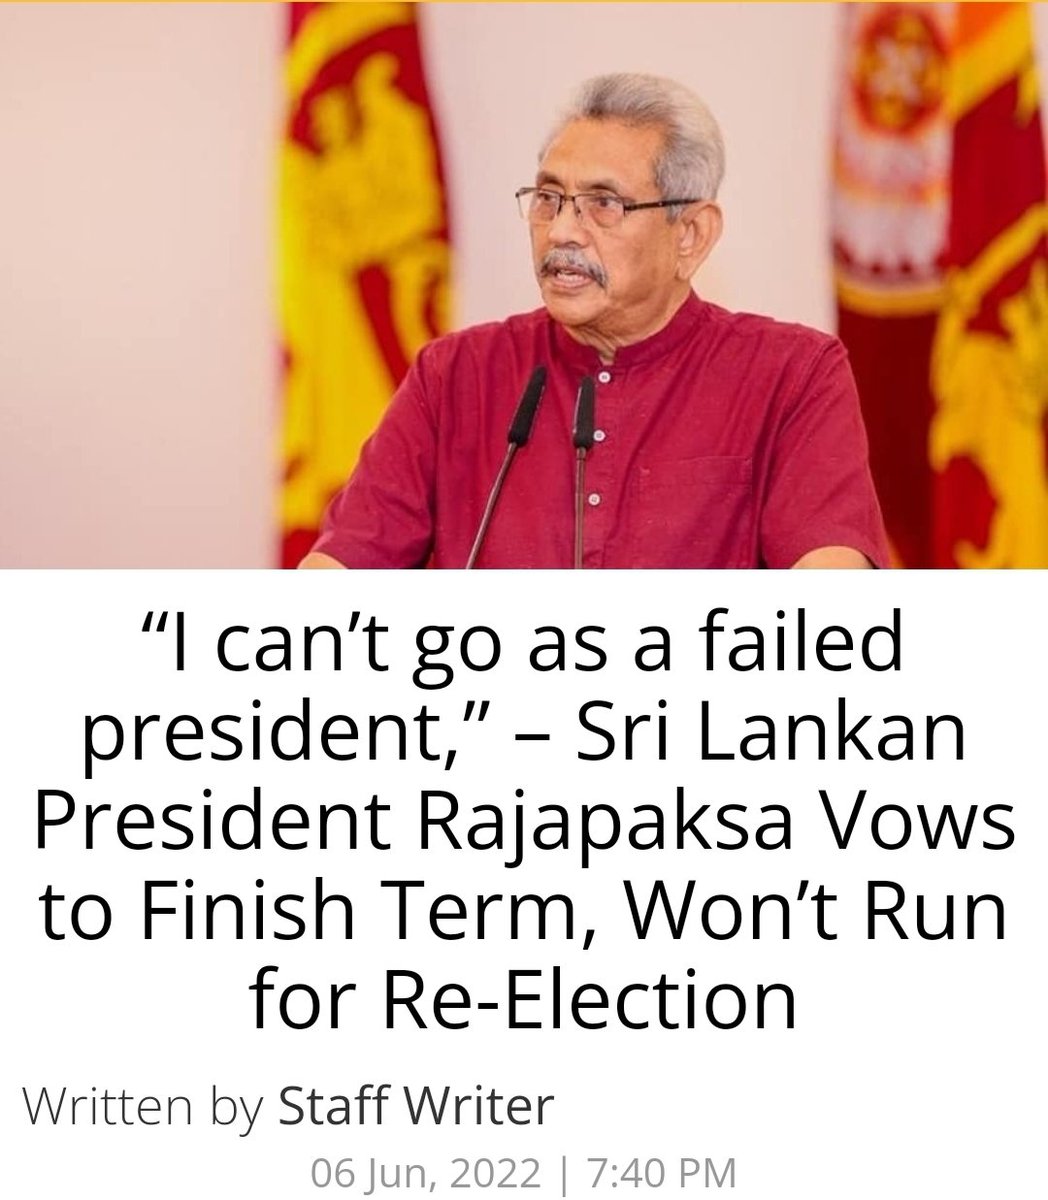 “I can’t go as a failed
president,” – Sri Lankan
President Rajapaksa Vows
to Finish Term, Won’t Run
for Re-Election
Written by Staff Writer
06 Jun, 2022 | 7:40 PM